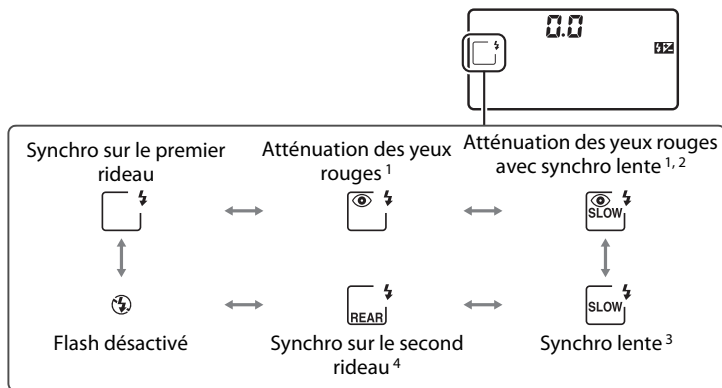 0.0
Synchro sur le premier
rideau
Atténuation des yeux
rouges 1
Atténuation des yeux rouges
avec synchro lente 1, 2
SLOW
REAR
SLOW
Flash désactivé
Synchro sur le second
rideau 4
Synchro lente 3